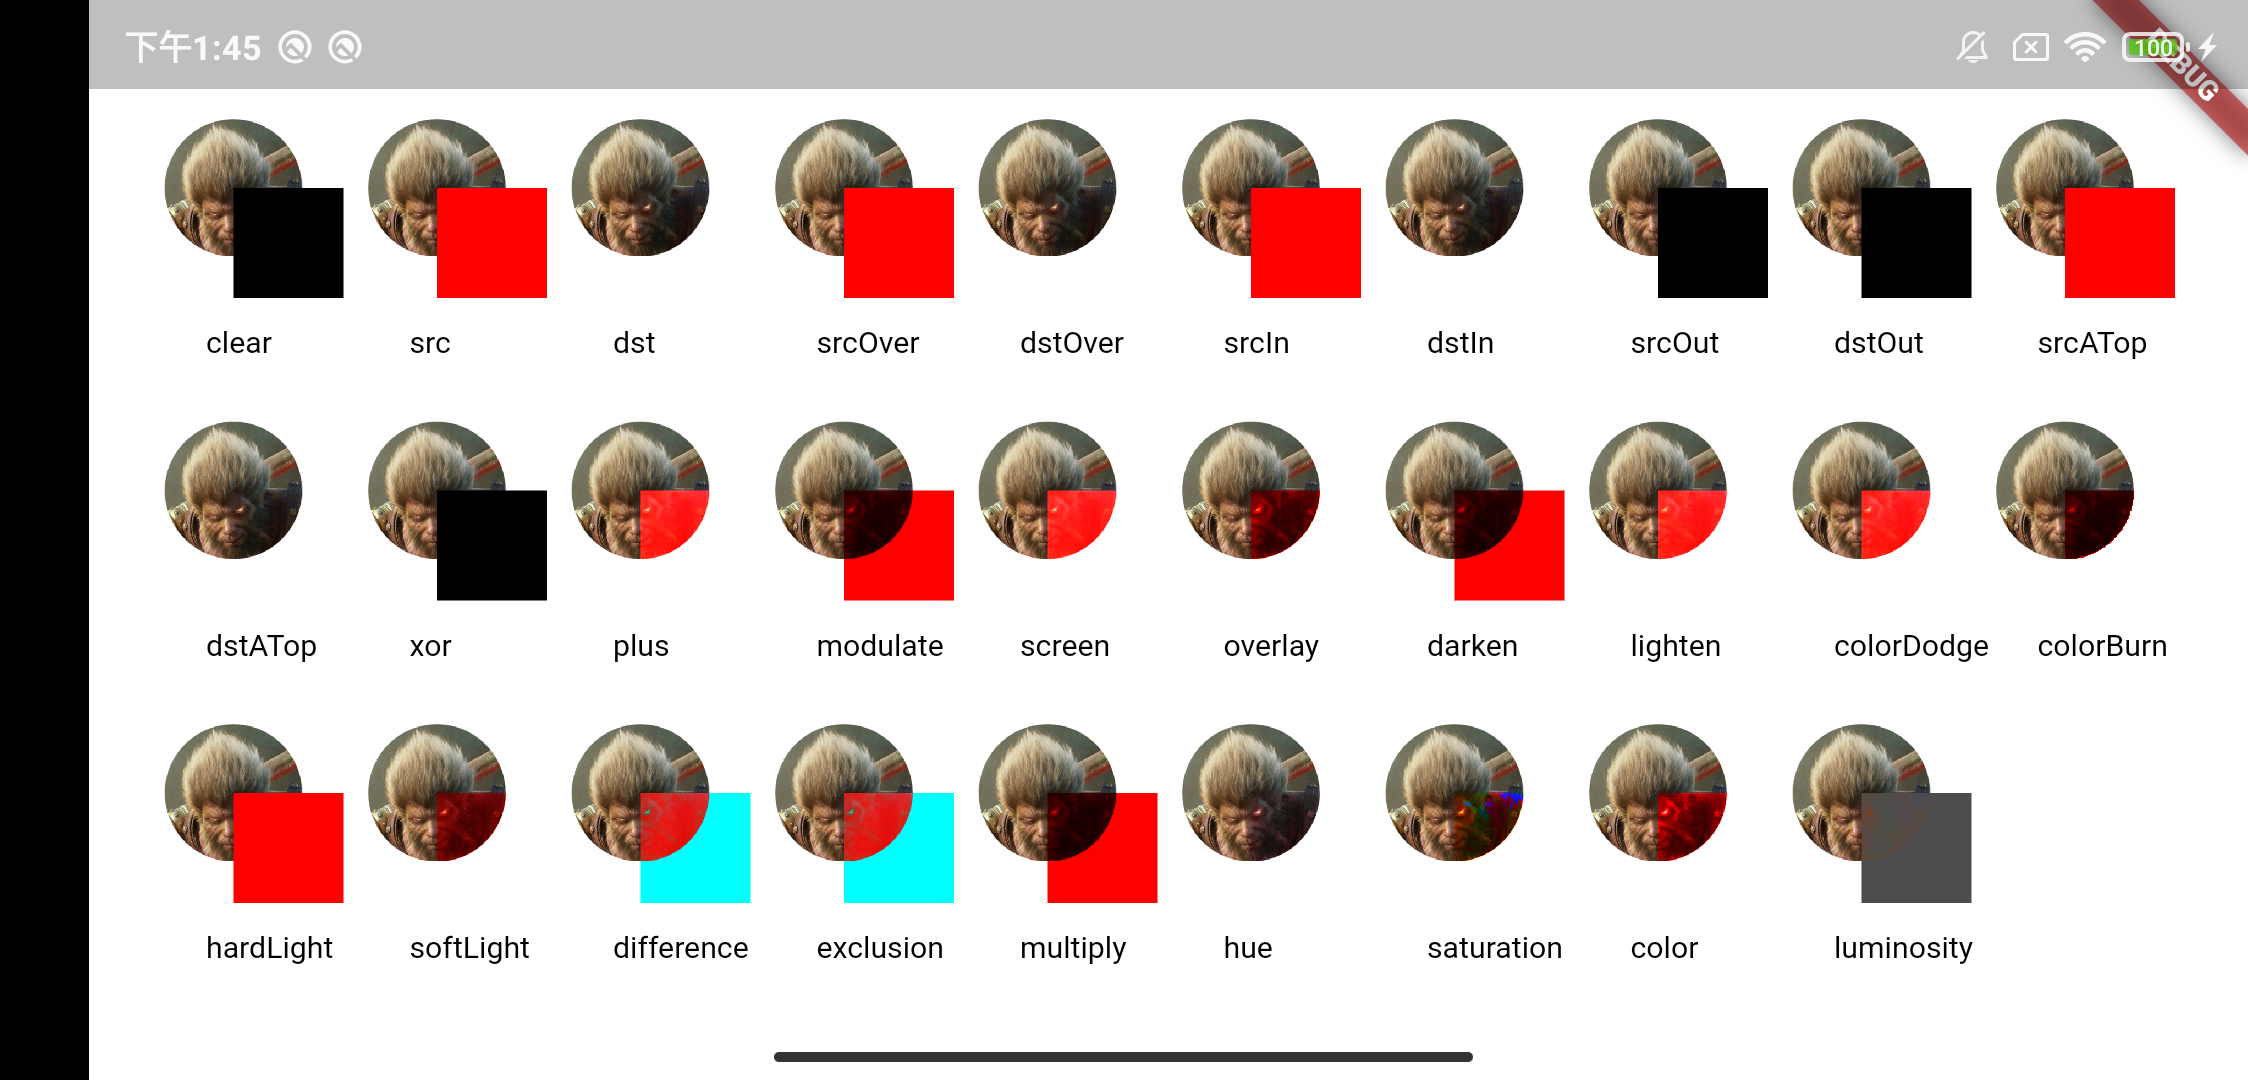 下午1:45
100
DEBUG
clear src dst srcOver dstOver srcIn dstIn srcOut dstOut srcATop
dstATop xor plus modulate screen overlay darken lighten colorDodge colorBurn
hardLight softLight difference exclusion multiply hue saturation color luminosity